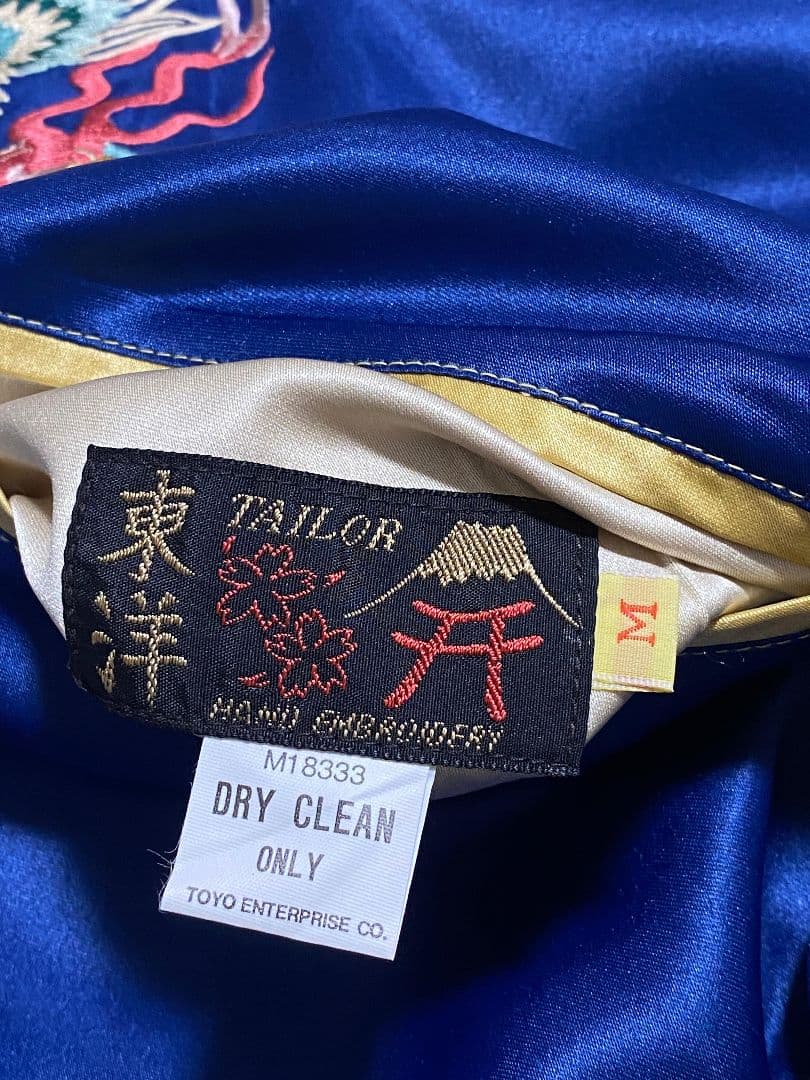 東洋
TAILOR
HAND EMBROIDERY
M
M18333
DRY CLEAN
ONLY
TOYO ENTERPRISE CO.